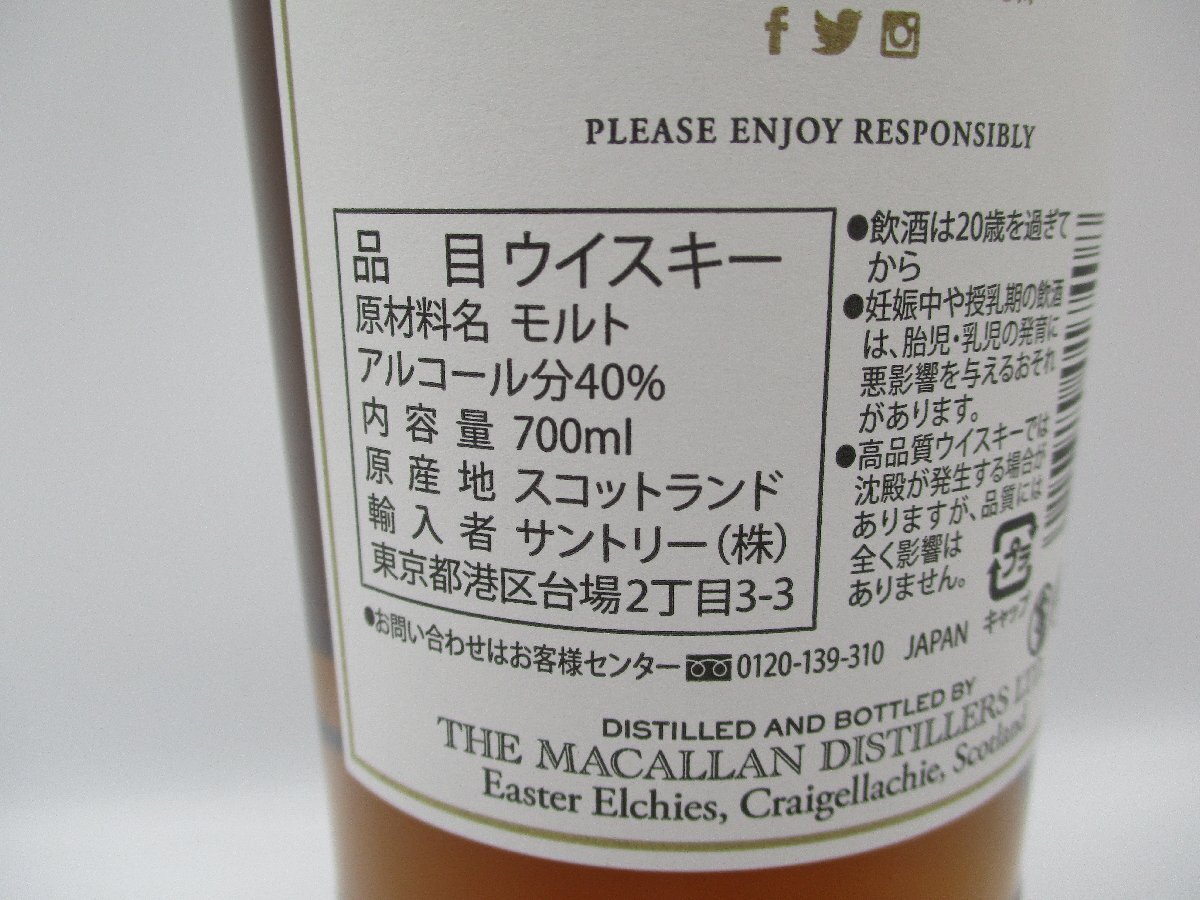 PLEASE ENJOY RESPONSIBLY
品 目 ウイスキー
原材料名 モルト
アルコール分40%
内容量 700ml
原産地 スコットランド
輸入者 サントリー(株)
東京都港区台場2丁目3-3
●飲酒は20歳を過ぎて
から
●妊娠中や授乳期の飲酒
は、胎児・乳児の発育に
悪影響を与えるおそれ
があります。
●高品質ウイスキーでは
沈殿が発生する場合が
ありますが、品質には
全く影響は
ありません。
プラ
キャップ
●お問い合わせはお客様センター 0120-139-310 JAPAN
DISTILLED AND BOTTLED BY
THE MACALLAN DISTILLERS
Easter Elchies, Craigellachie, Scotland